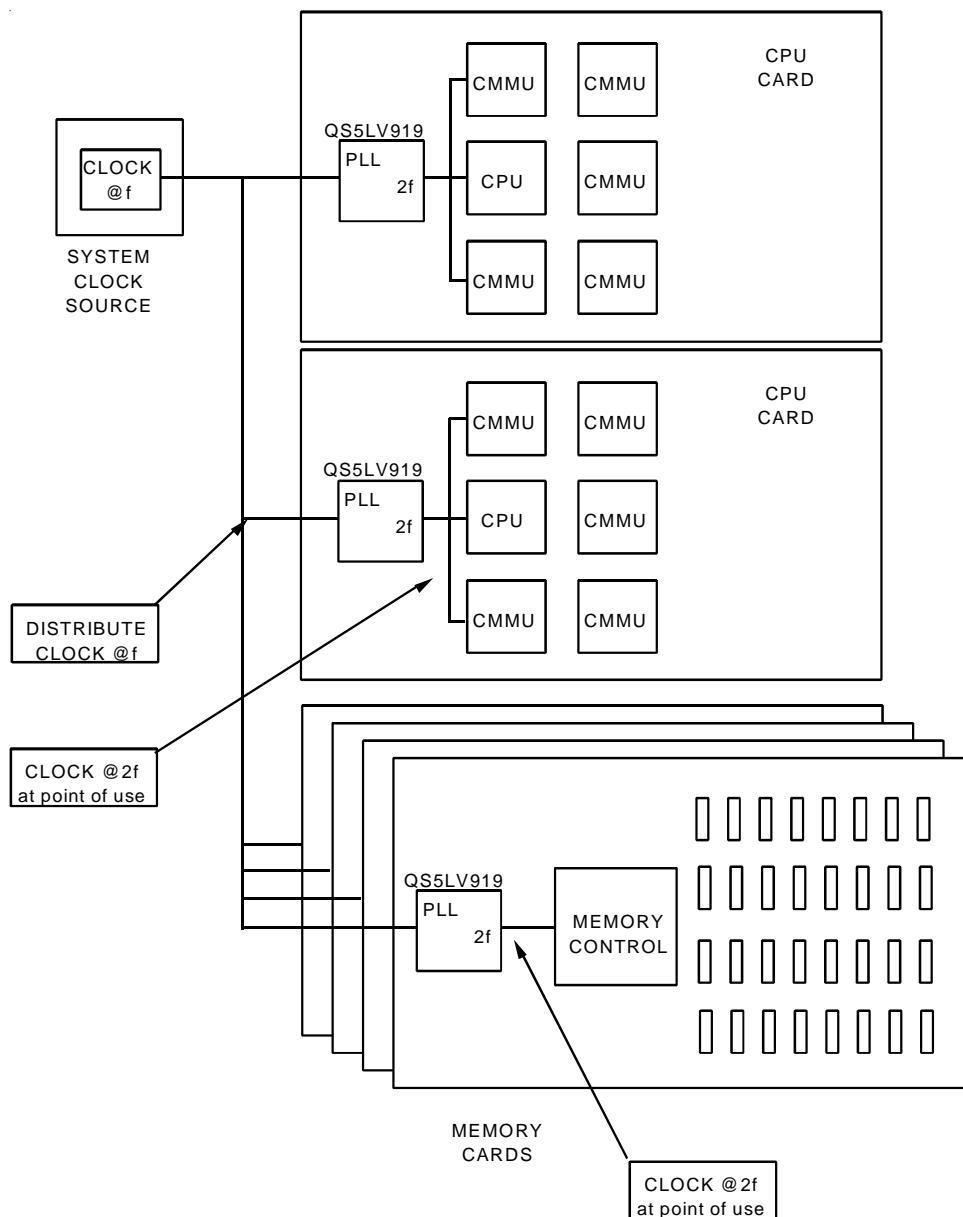 CMMU
CMMU
CPU
CARD
QS5LV919
PLL
2f
CPU
CMMU
CLOCK
@f
SYSTEM
CLOCK
SOURCE
CMMU
CMMU
CMMU
CMMU
CPU
CARD
QS5LV919
PLL
2f
CPU
CMMU
CMMU
CMMU
DISTRIBUTE
CLOCK @f
CLOCK @2f
at point of use
QS5LV919
PLL
2f
MEMORY
CONTROL
MEMORY
CARDS
CLOCK @2f
at point of use